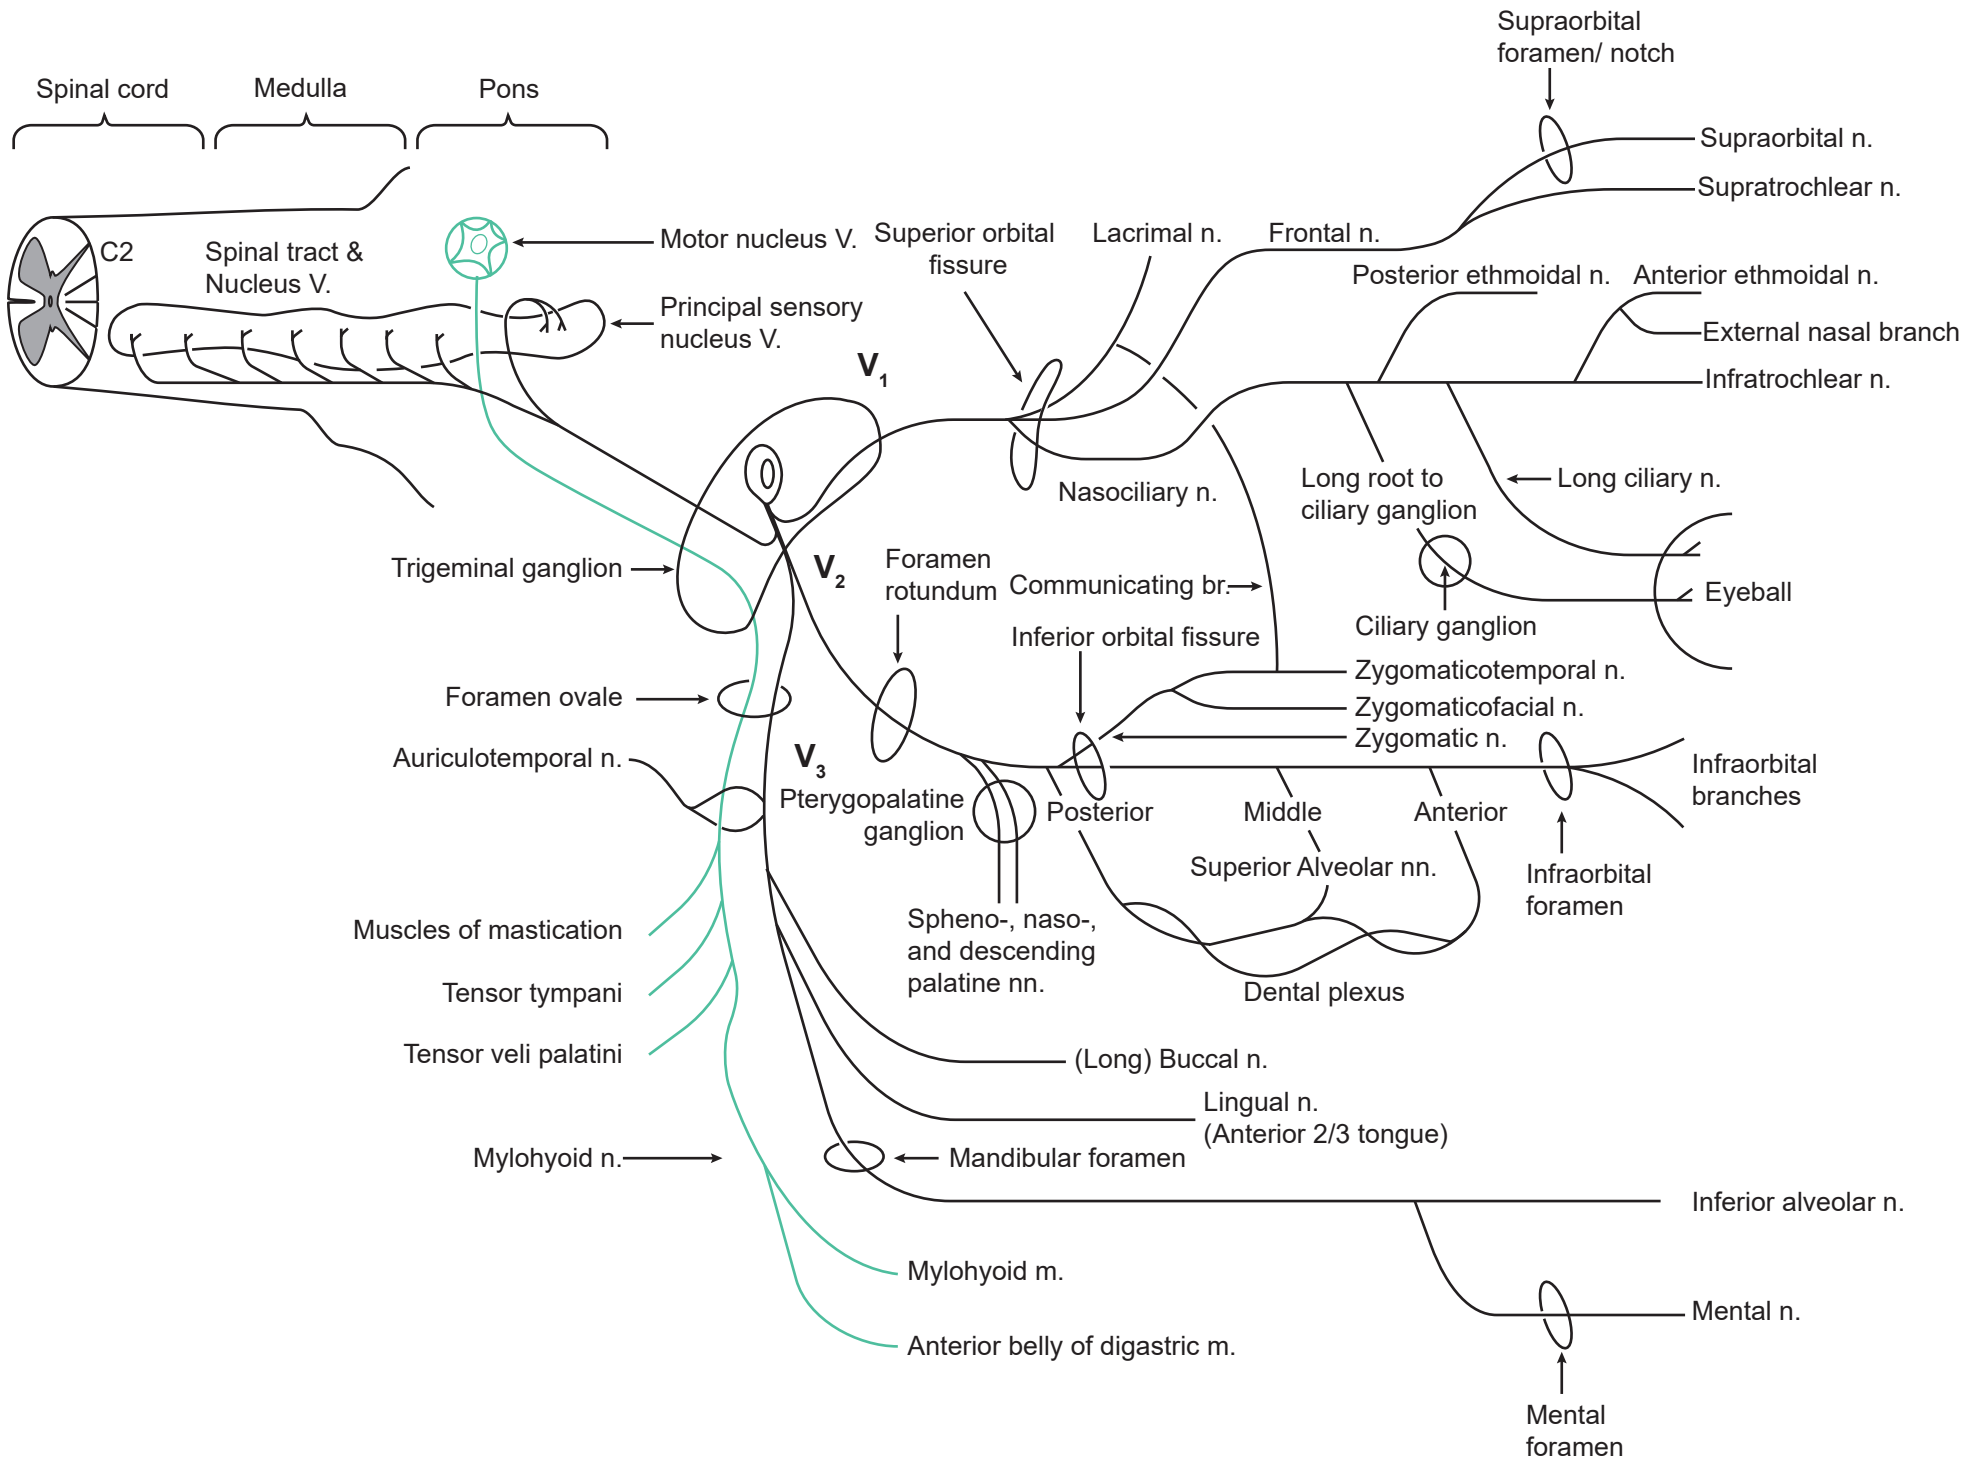 Supraorbital
foramen/ notch
Spinal cord
Medulla
Pons
Supraorbital n.
Supratrochlear n.
C2
Spinal tract &
Nucleus V.
Motor nucleus V.
Superior orbital
fissure
Lacrimal n.
Frontal n.
Posterior ethmoidal n.
Anterior ethmoidal n.
Principal sensory
nucleus V.
External nasal branch
V1
Infratrochlear n.
Nasociliary n.
Long root to
ciliary ganglion
Long ciliary n.
Trigeminal ganglion
V2
Foramen
rotundum
Communicating br.
Eyeball
Ciliary ganglion
Inferior orbital fissure
Zygomaticotemporal n.
Foramen ovale
Zygomaticofacial n.
Zygomatic n.
Auriculotemporal n.
V3
Infraorbital
branches
Pterygopalatine
ganglion
Posterior
Middle
Anterior
Superior Alveolar nn.
Infraorbital
foramen
Muscles of mastication
Spheno-, naso-,
and descending
palatine nn.
Tensor tympani
Dental plexus
Tensor veli palatini
(Long) Buccal n.
Lingual n.
(Anterior 2/3 tongue)
Mylohyoid n.
Mandibular foramen
Inferior alveolar n.
Mylohyoid m.
Mental n.
Anterior belly of digastric m.
Mental
foramen